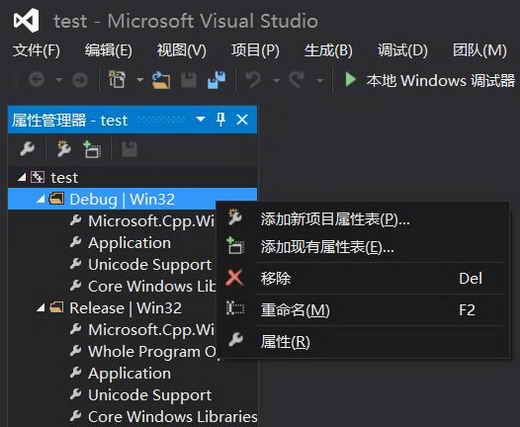 test - Microsoft Visual Studio
文件(F) 编辑(E) 视图(V) 项目(P) 生成(B) 调试(D) 团队(M)
本地 Windows 调试器
属性管理器 - test
test
Debug | Win32
Microsoft.Cpp.Wi
Application
Unicode Support
Core Windows Lib
Release | Win32
Microsoft.Cpp.Wi
Whole Program O
Application
Unicode Support
Core Windows Libraries
添加新项目属性表(P)...
添加现有属性表(E)...
移除 Del
重命名(M) F2
属性(R)